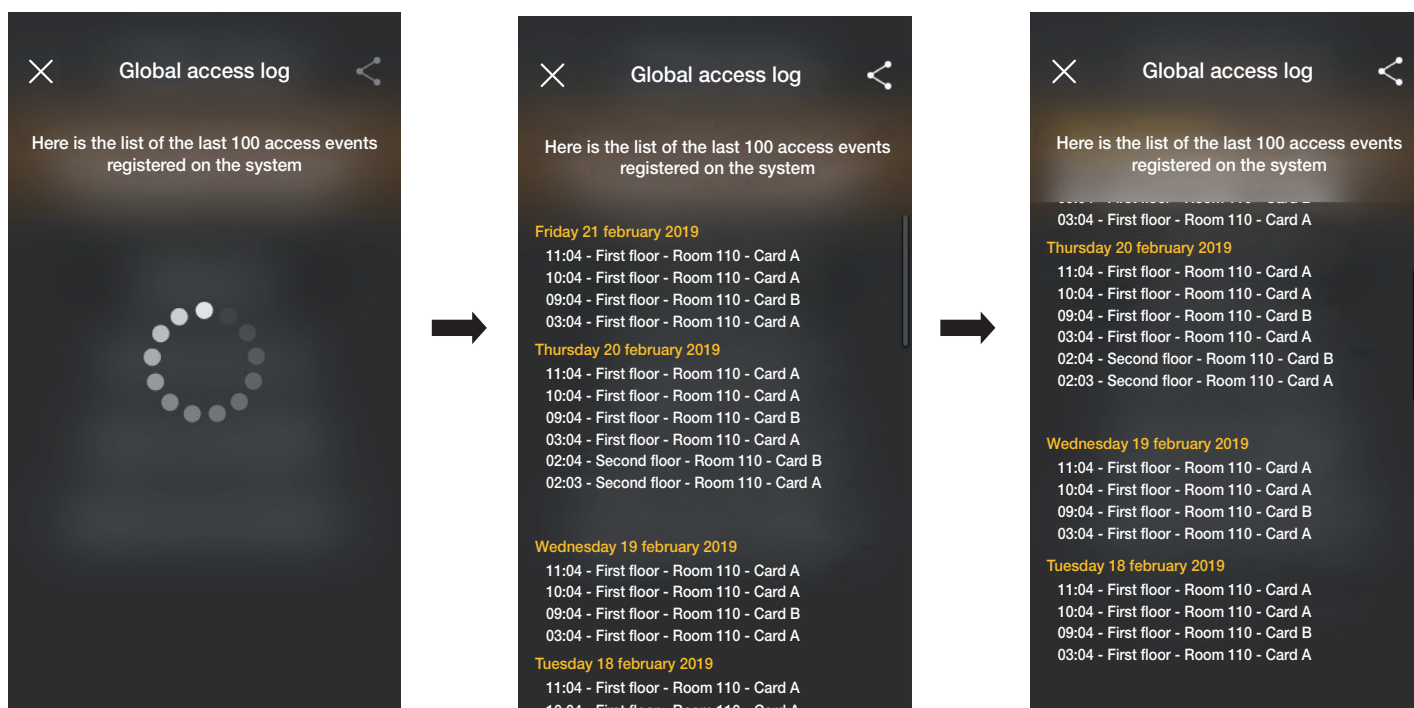 Global access log
Here is the list of the last 100 access events
registered on the system
Global access log
Here is the list of the last 100 access events
registered on the system
Friday 21 february 2019
11:04 - First floor - Room 110 - Card A
10:04 - First floor - Room 110 - Card A
09:04 - First floor - Room 110 - Card B
03:04 - First floor - Room 110 - Card A
Thursday 20 february 2019
11:04 - First floor - Room 110 - Card A
10:04 - First floor - Room 110 - Card A
09:04 - First floor - Room 110 - Card B
03:04 - First floor - Room 110 - Card A
02:04 - Second floor - Room 110 - Card B
02:03 - Second floor - Room 110 - Card A
Wednesday 19 february 2019
11:04 - First floor - Room 110 - Card A
10:04 - First floor - Room 110 - Card A
09:04 - First floor - Room 110 - Card B
03:04 - First floor - Room 110 - Card A
Tuesday 18 february 2019
11:04 - First floor - Room 110 - Card A
Global access log
Here is the list of the last 100 access events
registered on the system
03:04 - First floor - Room 110 - Card A
Thursday 20 february 2019
11:04 - First floor - Room 110 - Card A
10:04 - First floor - Room 110 - Card A
09:04 - First floor - Room 110 - Card B
03:04 - First floor - Room 110 - Card A
02:04 - Second floor - Room 110 - Card B
02:03 - Second floor - Room 110 - Card A
Wednesday 19 february 2019
11:04 - First floor - Room 110 - Card A
10:04 - First floor - Room 110 - Card A
09:04 - First floor - Room 110 - Card B
03:04 - First floor - Room 110 - Card A
Tuesday 18 february 2019
11:04 - First floor - Room 110 - Card A
10:04 - First floor - Room 110 - Card A
09:04 - First floor - Room 110 - Card B
03:04 - First floor - Room 110 - Card A